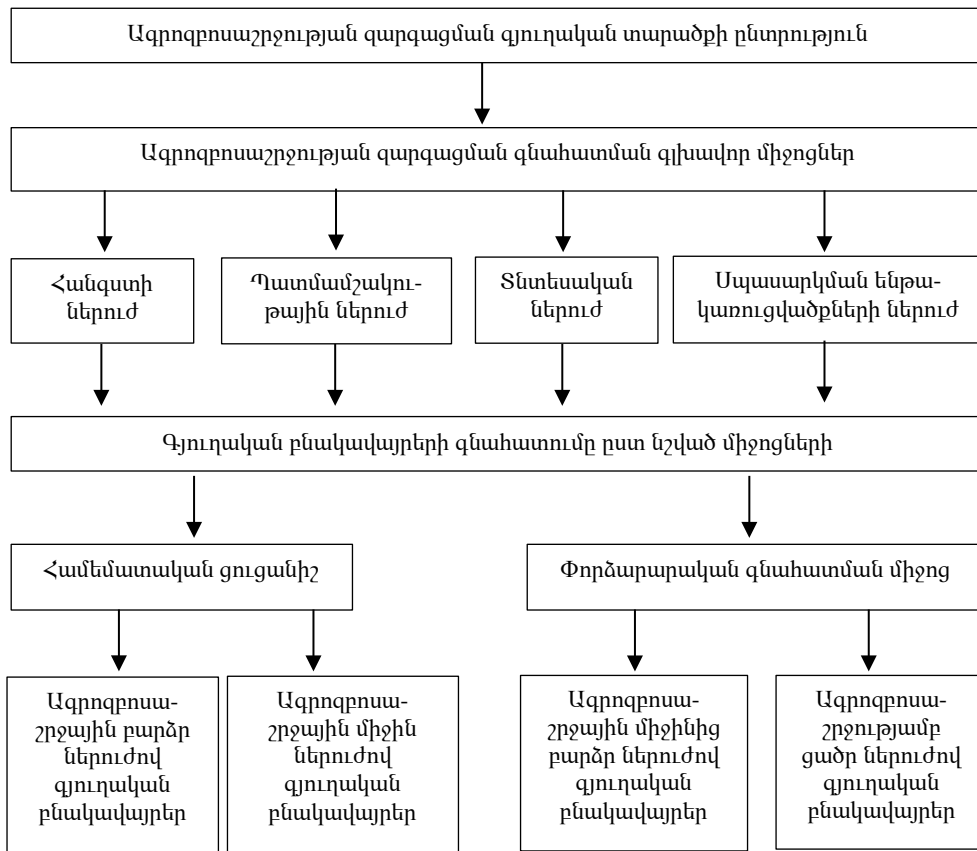 Ագրոզբոսաշրջության զարգացման գյուղական տարածքի ընտրություն
Ագրոզբոսաշրջության զարգացման գնահատման գլխավոր միջոցներ
Հանգստի
ներուժ
Պատմամշակու-
թային ներուժ
Տնտեսական
ներուժ
Սպասարկման ենթա-
կառուցվածքների ներուժ
Գյուղական բնակավայրերի գնահատումը ըստ նշված միջոցների
Համեմատական ցուցանիշ
Փորձարարական գնահատման միջոց
Ագրոզբոսա-
շրջային բարձր
ներուժով
գյուղական
բնակավայրեր
Ագրոզբոսա-
շրջային միջին
ներուժով
գյուղական
բնակավայրեր
Ագրոզբոսա-
շրջային միջինից
բարձր ներուժով
գյուղական
բնակավայրեր
Ագրոզբոսա-
շրջությամբ
ցածր ներուժով
գյուղական
բնակավայրեր